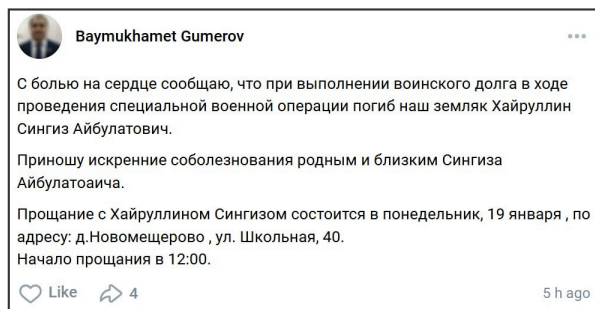 Baymukhamet Gumerov
С болью на сердце сообщаю, что при выполнении воинского долга в ходе
проведения специальной военной операции погиб наш земляк Хайруллин
Сингиз Айбулатович.
Приношу искренние соболезнования родным и близким Сингиза
Айбулатоаича.
Прощание с Хайруллином Сингизом состоится в понедельник, 19 января , по
адресу: д.Новомещерово , ул. Школьная, 40.
Начало прощания в 12:00.
Like 4 5 h ago